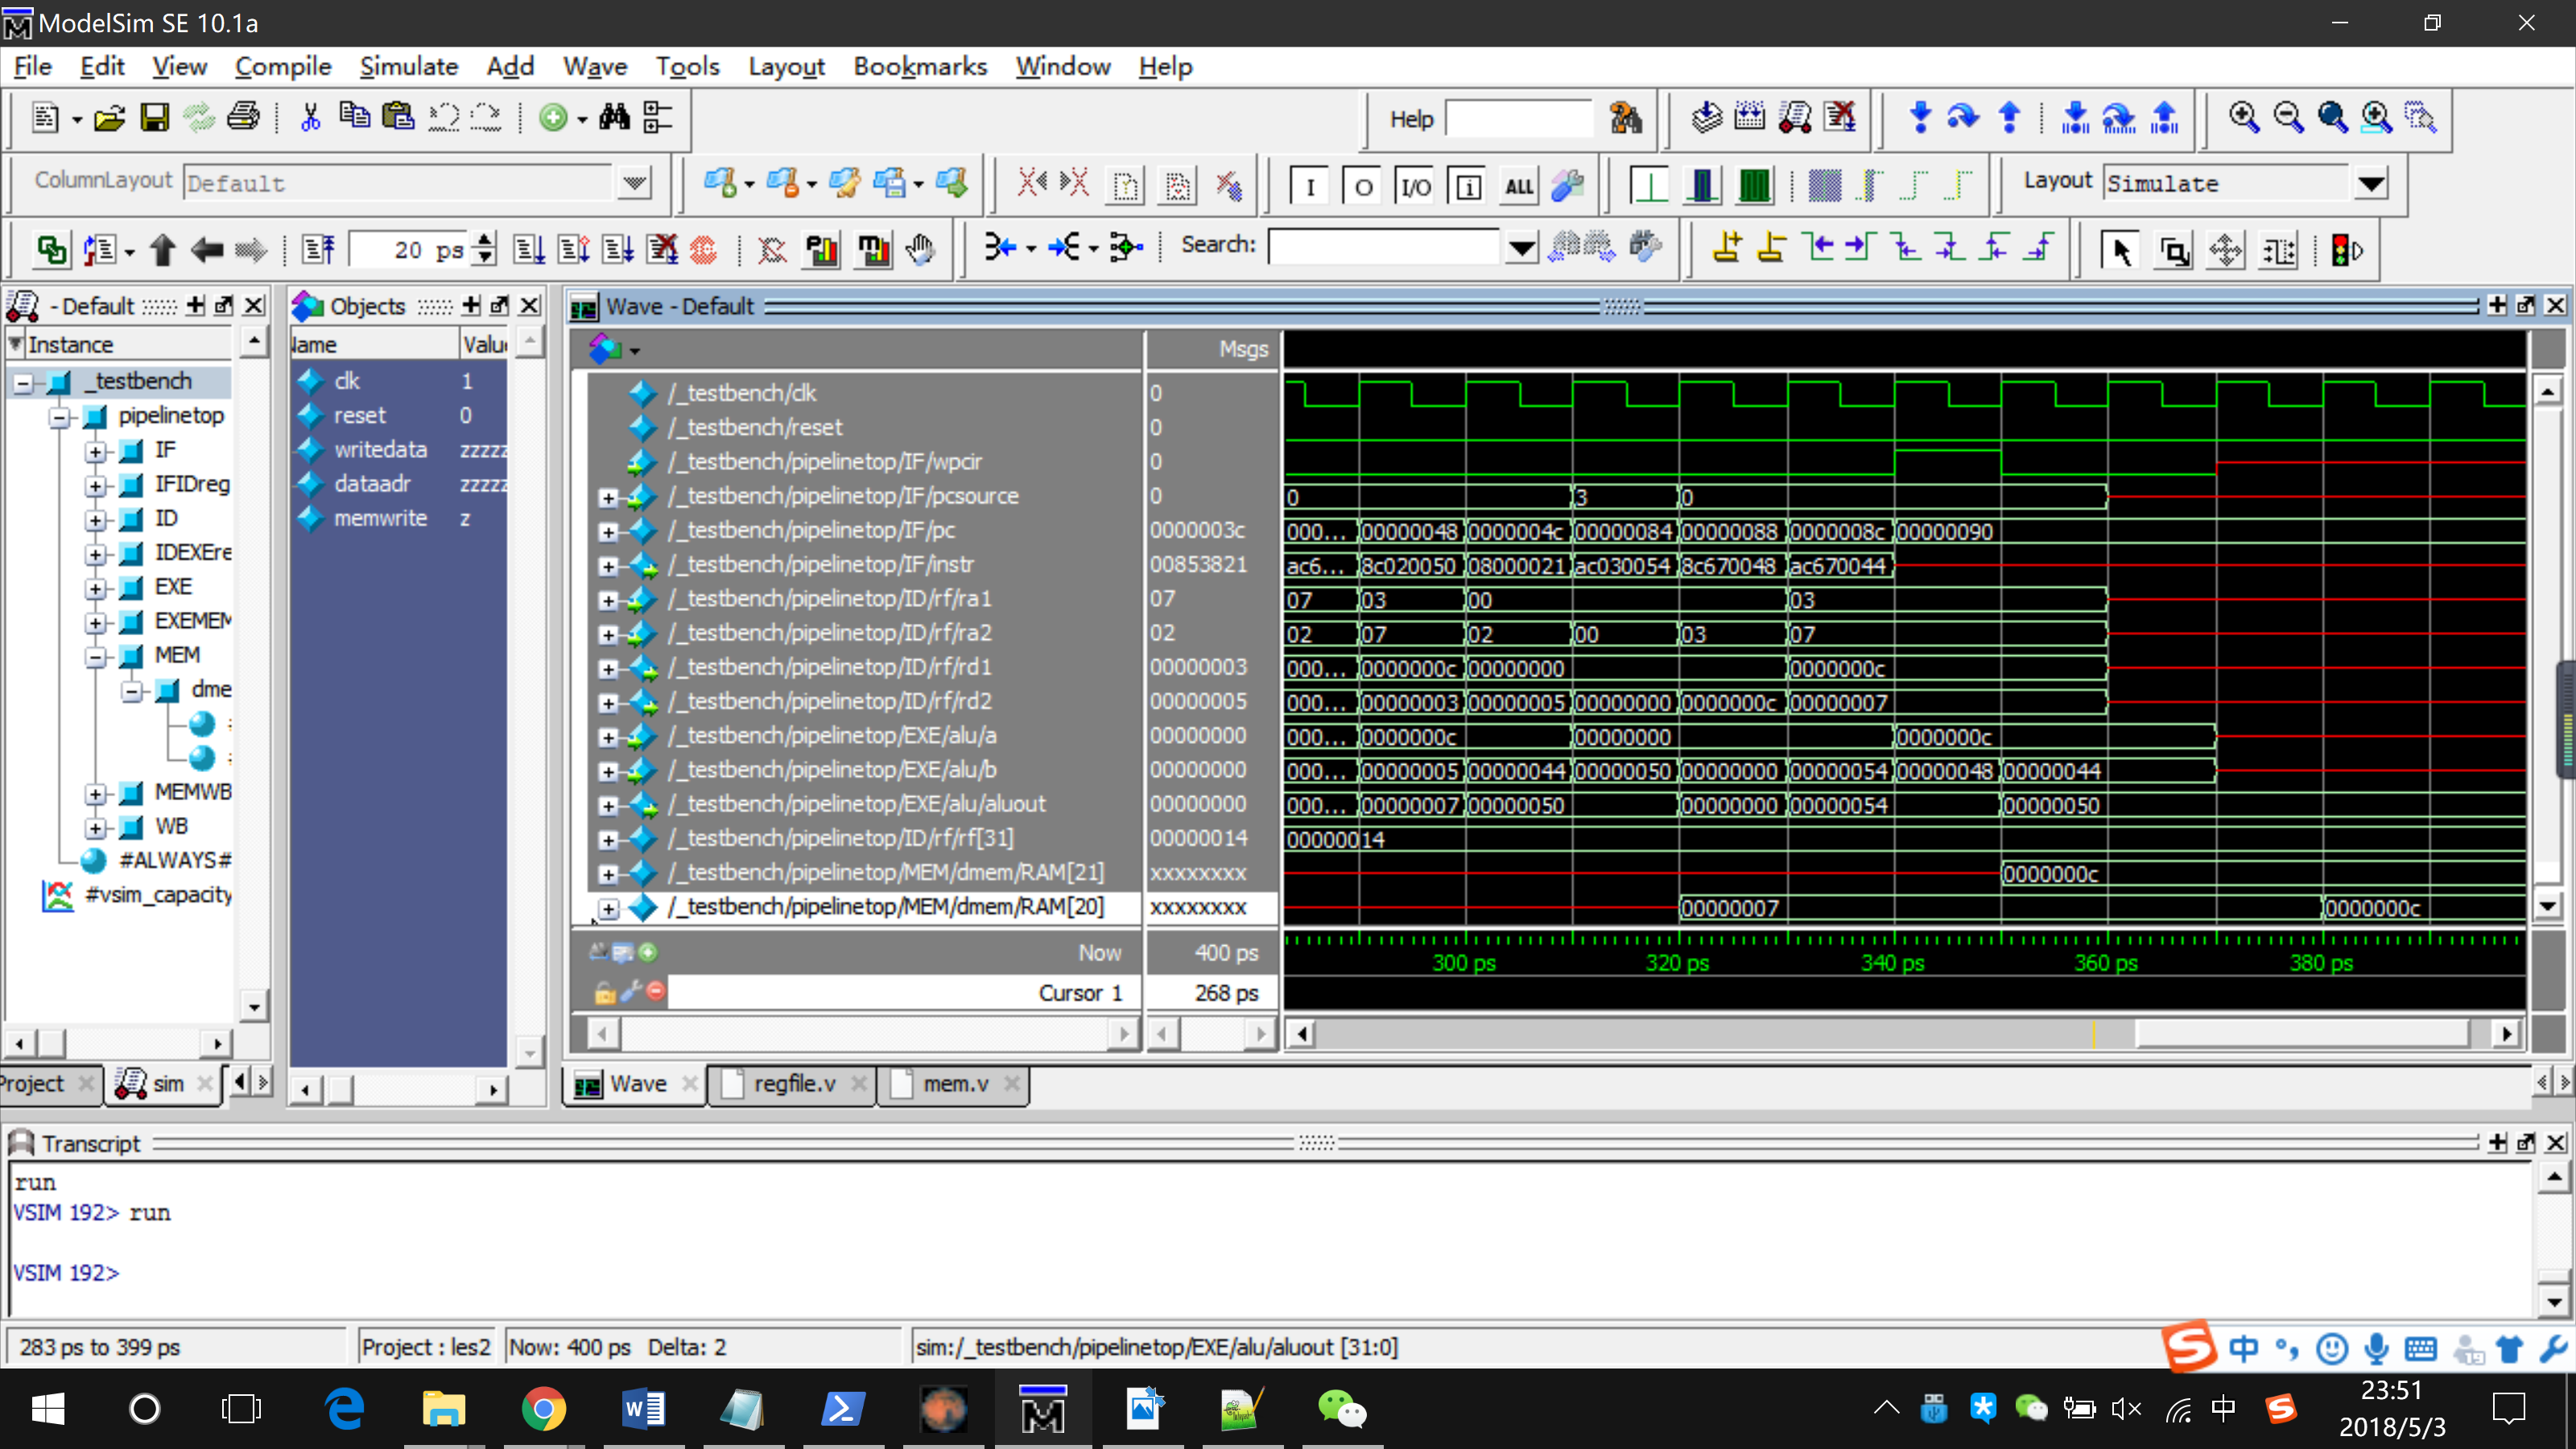 ModelSim SE 10.1a
File Edit View Compile Simulate Add Wave Tools Layout Bookmarks Window Help
Help
ColumnLayout Default
I O I/O i ALL
Layout Simulate
20 ps
Search:
- Default
Objects
Wave - Default
Instance
_testbench
pipelinetop
IF
IFIDreg
ID
IDEXEre
EXE
EXEMEM
MEM
dme
MEMWB
WB
#ALWAYS#
#vsim_capacity
Name Valu
clk 1
reset 0
writedata zzzzz
dataadr zzzzz
memwrite z
Msgs
/_testbench/clk 0
/_testbench/reset 0
/_testbench/pipelinetop/IF/wpcir 0
/_testbench/pipelinetop/IF/pcsource 0 0 3 0
/_testbench/pipelinetop/IF/pc 0000003c 000... 00000048 0000004c 00000084 00000088 0000008c 00000090
/_testbench/pipelinetop/IF/instr 00853821 ac6... 8c020050 08000021 ac030054 8c670048 ac670044
/_testbench/pipelinetop/ID/rf/ra1 07 07 03 00 03
/_testbench/pipelinetop/ID/rf/ra2 02 02 07 02 00 03 07
/_testbench/pipelinetop/ID/rf/rd1 00000003 000... 0000000c 00000000 0000000c
/_testbench/pipelinetop/ID/rf/rd2 00000005 000... 00000003 00000005 00000000 0000000c 00000007
/_testbench/pipelinetop/EXE/alu/a 00000000 000... 0000000c 00000000 0000000c
/_testbench/pipelinetop/EXE/alu/b 00000000 000... 00000005 00000044 00000050 00000000 00000054 00000048 00000044
/_testbench/pipelinetop/EXE/alu/aluout 00000000 000... 00000007 00000050 00000000 00000054 00000050
/_testbench/pipelinetop/ID/rf/rf[31] 00000014 00000014
/_testbench/pipelinetop/MEM/dmem/RAM[21] xxxxxxxx 0000000c
/_testbench/pipelinetop/MEM/dmem/RAM[20] xxxxxxxx 00000007 0000000c
Now 400 ps 300 ps 320 ps 340 ps 360 ps 380 ps
Cursor 1 268 ps
Project sim
Wave regfile.v mem.v
Transcript
run
VSIM 192> run
VSIM 192>
283 ps to 399 ps Project : les2 Now: 400 ps Delta: 2 sim:/_testbench/pipelinetop/EXE/alu/aluout [31:0]
中
23:51
中
2018/5/3